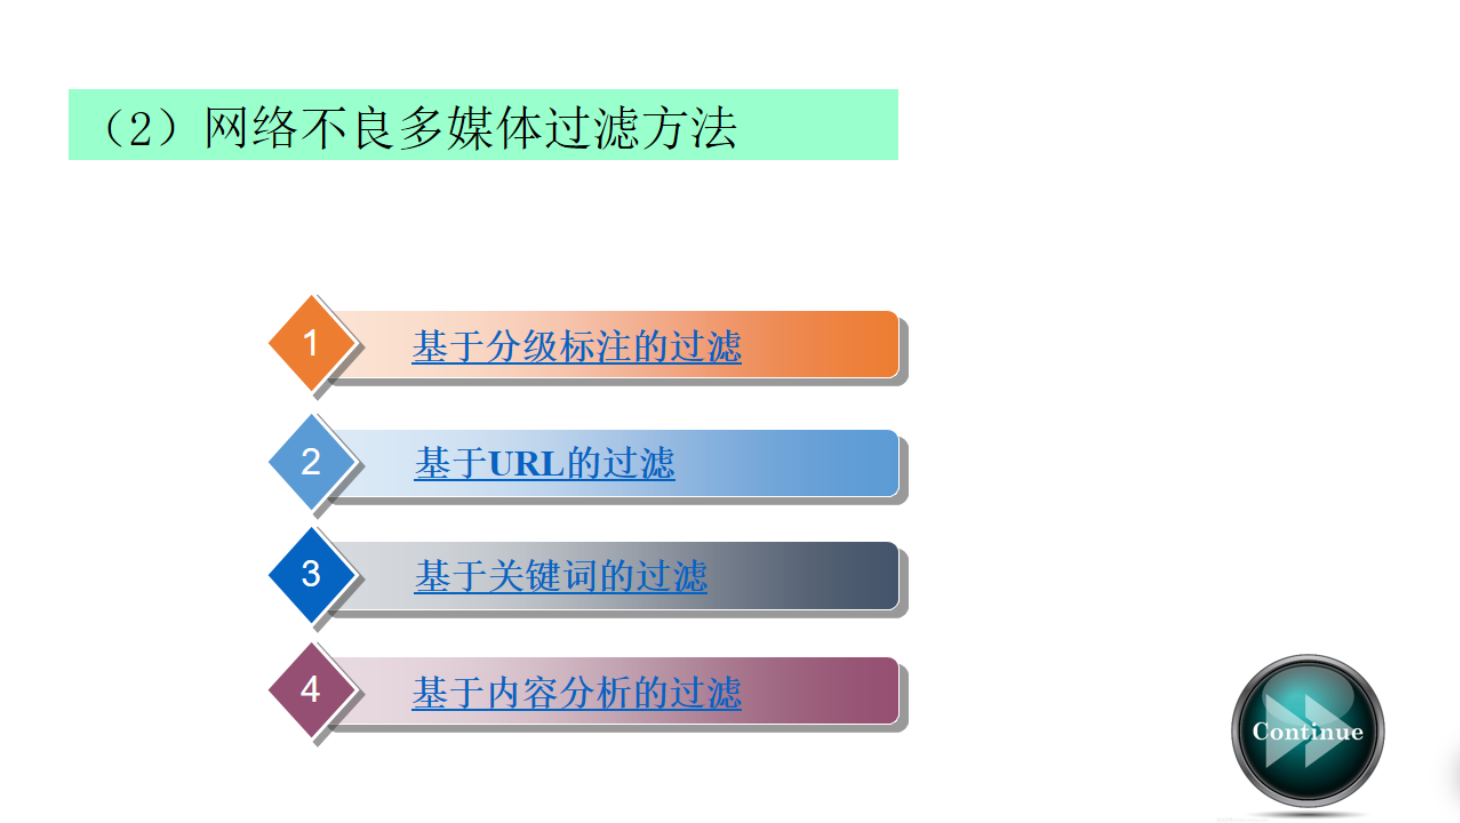 （2）网络不良多媒体过滤方法
1 基于分级标注的过滤
2 基于URL的过滤
3 基于关键词的过滤
4 基于内容分析的过滤
Continue